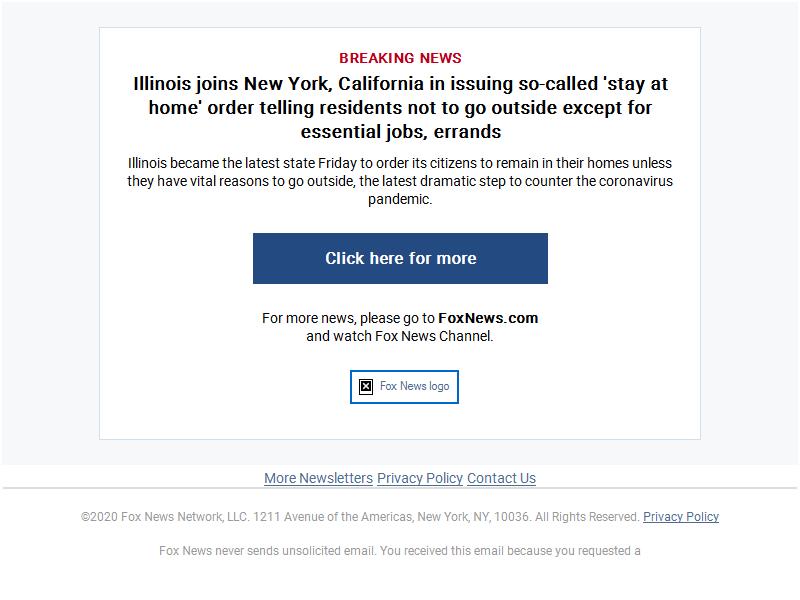 BREAKING NEWS
Illinois joins New York, California in issuing so-called 'stay at
home' order telling residents not to go outside except for
essential jobs, errands
Illinois became the latest state Friday to order its citizens to remain in their homes unless
they have vital reasons to go outside, the latest dramatic step to counter the coronavirus
pandemic.
Click here for more
For more news, please go to FoxNews.com
and watch Fox News Channel.
Fox News logo
More Newsletters Privacy Policy Contact Us
©2020 Fox News Network, LLC. 1211 Avenue of the Americas, New York, NY, 10036. All Rights Reserved. Privacy Policy
Fox News never sends unsolicited email. You received this email because you requested a